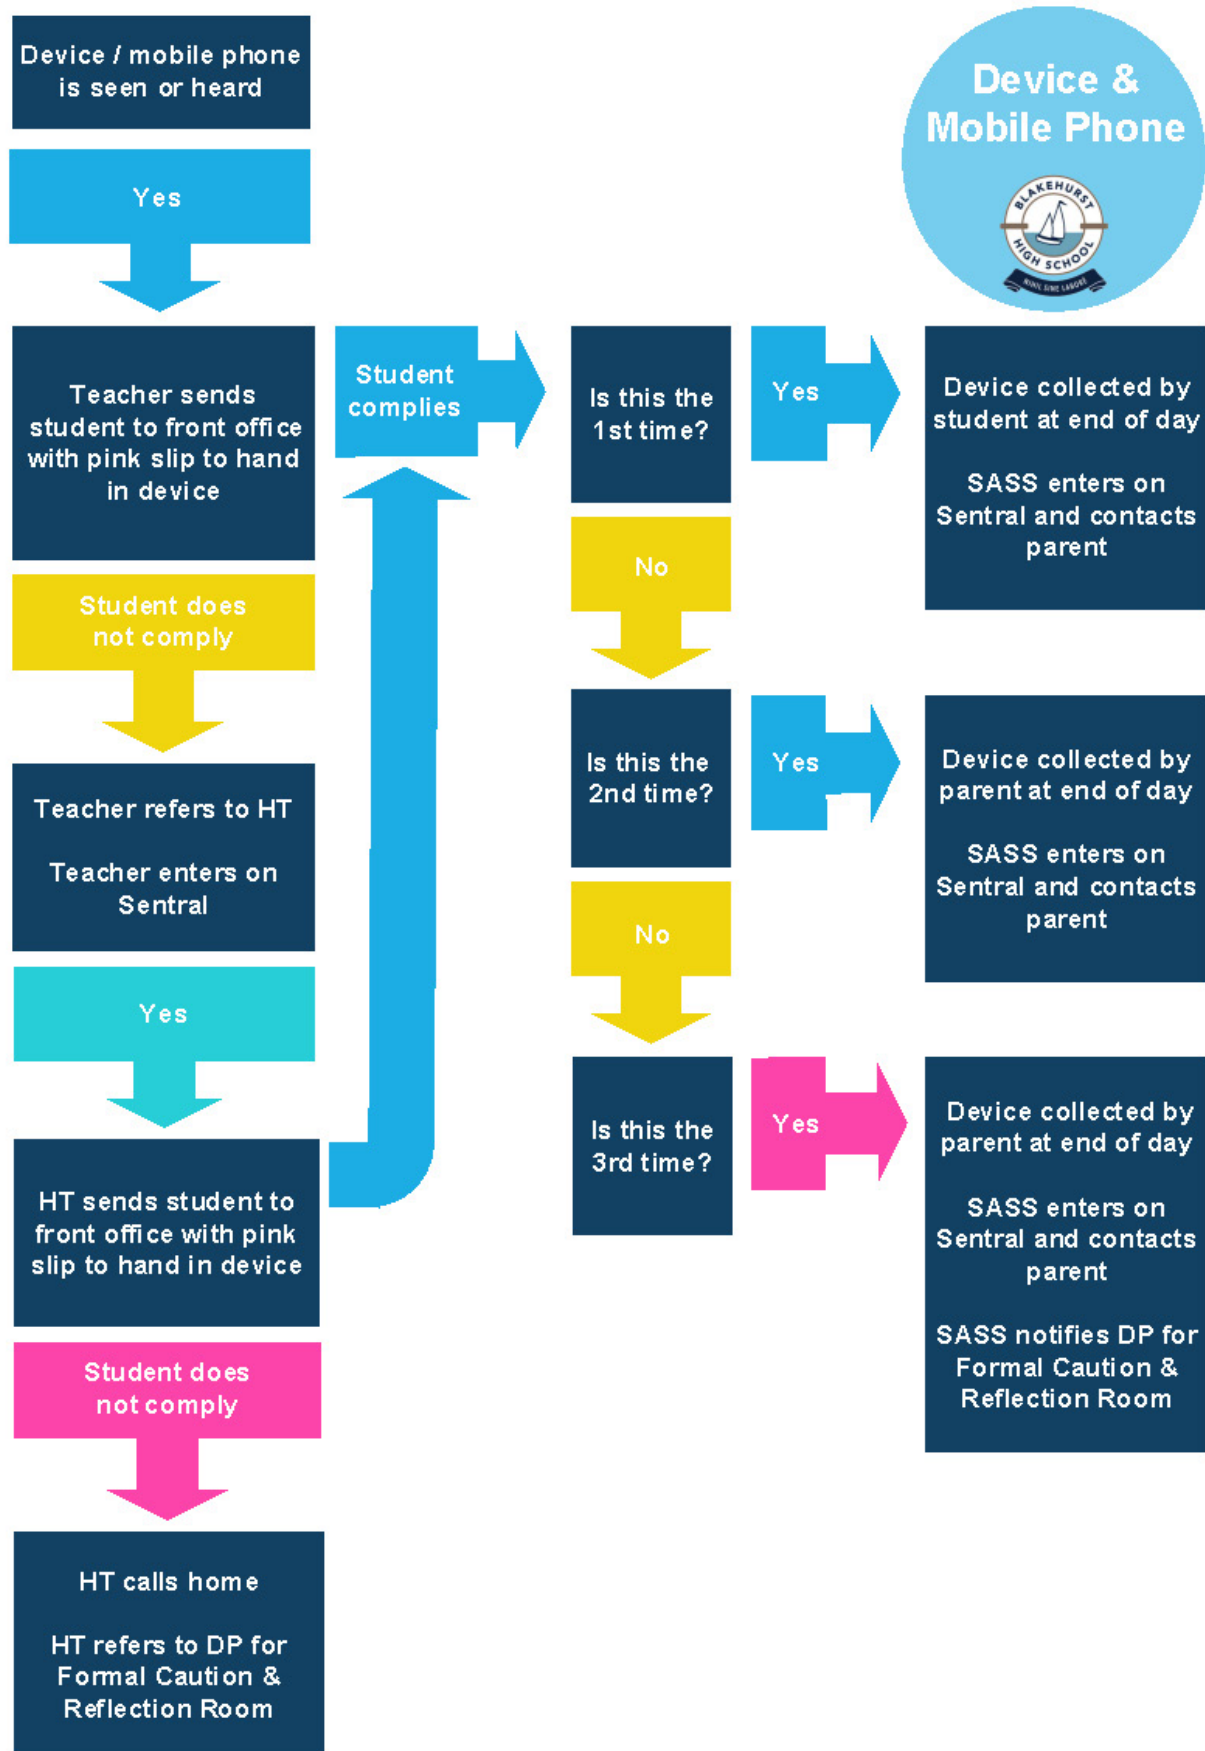 Device / mobile phone
is seen or heard
Yes
Device &
Mobile Phone
BLAKEHURST
HIGH SCHOOL
NIHIL SINE LABORE
Teacher sends
student to front office
with pink slip to hand
in device
Student
complies
Is this the
1st time?
Yes
Device collected by
student at end of day
SASS enters on
Sentral and contacts
parent
Student does
not comply
No
Teacher refers to HT
Teacher enters on
Sentral
Is this the
2nd time?
Yes
Device collected by
parent at end of day
SASS enters on
Sentral and contacts
parent
Yes
No
HT sends student to
front office with pink
slip to hand in device
Is this the
3rd time?
Yes
Device collected by
parent at end of day
SASS enters on
Sentral and contacts
parent
SASS notifies DP for
Formal Caution &
Reflection Room
Student does
not comply
HT calls home
HT refers to DP for
Formal Caution &
Reflection Room